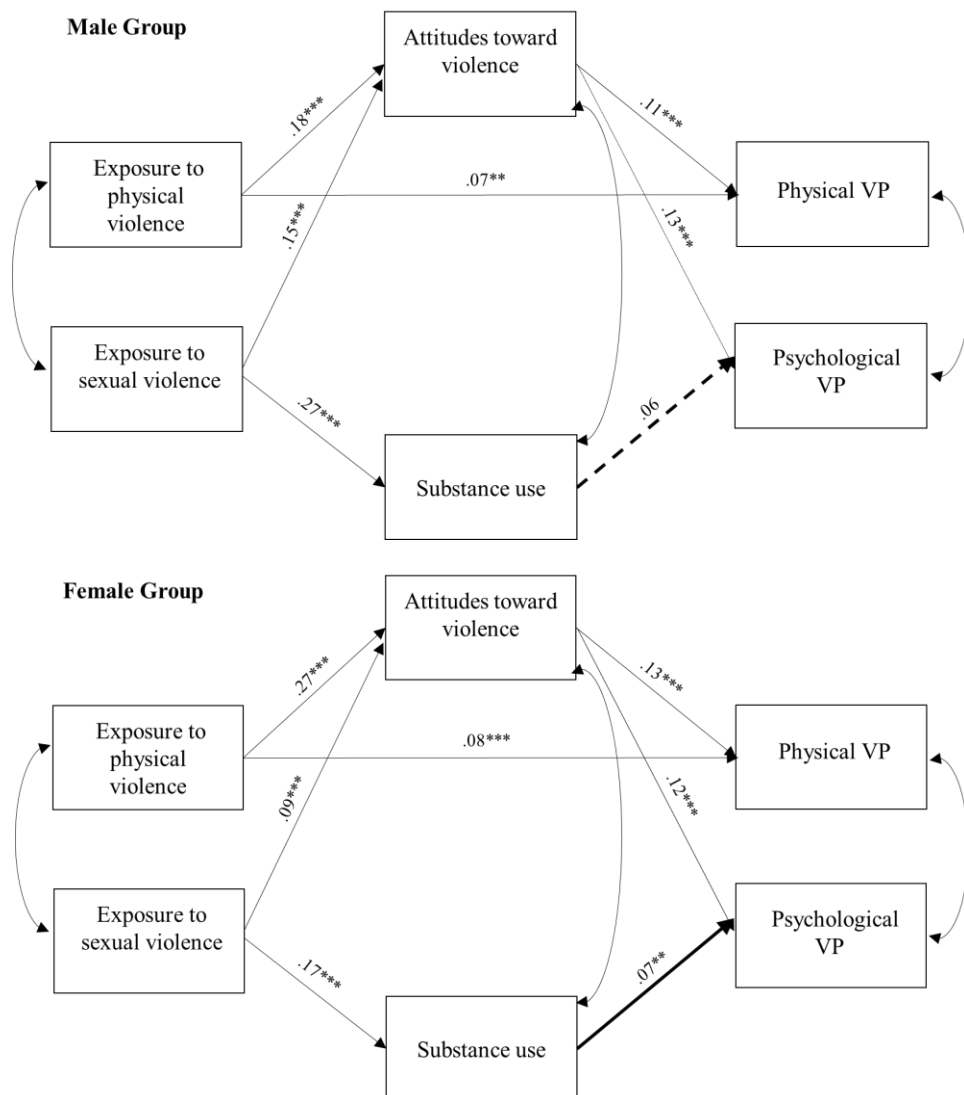 Male Group
Attitudes toward
violence
.18***
.11***
Exposure to
physical
violence
.07**
Physical VP
.15***
.13***
Exposure to
sexual violence
Psychological
VP
.27***
.06
Substance use
Female Group
Attitudes toward
violence
.27***
.13***
Exposure to
physical
violence
.08***
Physical VP
.09***
.12***
Exposure to
sexual violence
Psychological
VP
.17***
.07**
Substance use